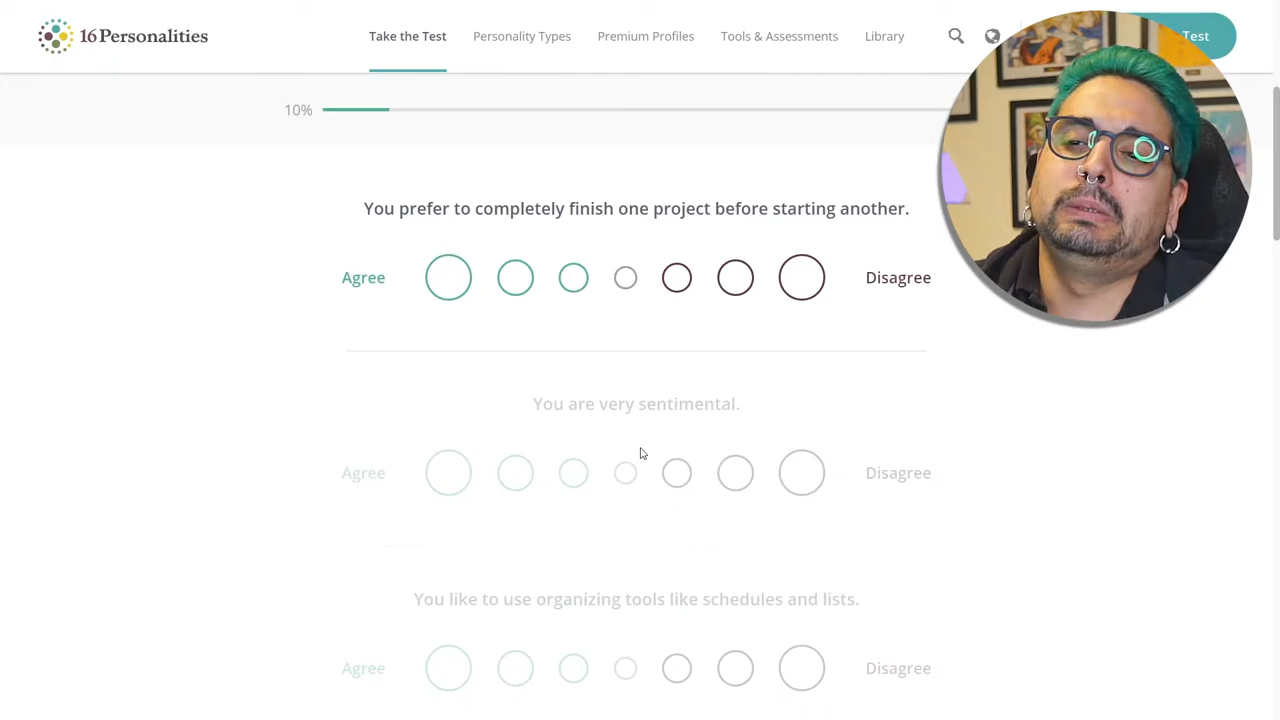 16Personalities
Take the Test
Personality Types
Premium Profiles
Tools & Assessments
Library
Test
10%
You prefer to completely finish one project before starting another.
Agree
Disagree
You are very sentimental.
Agree
Disagree
You like to use organizing tools like schedules and lists.
Agree
Disagree